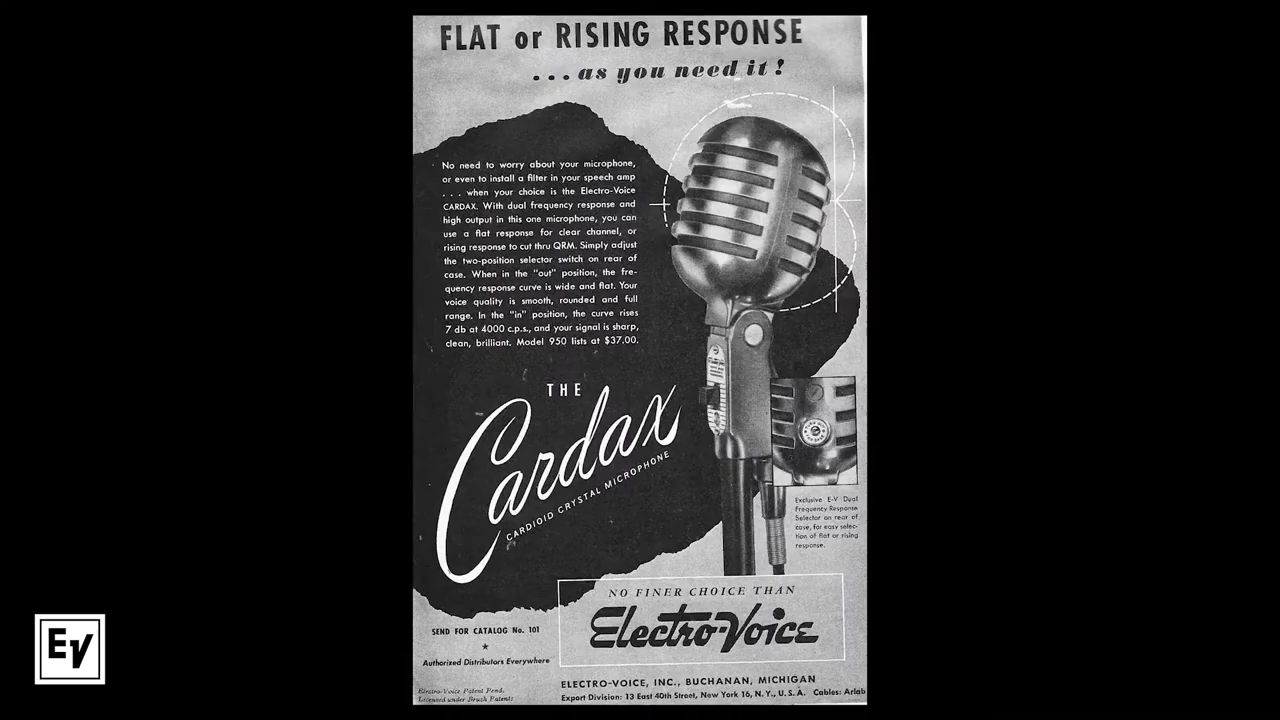 FLAT or RISING RESPONSE
...as you need it!
No need to worry about your microphone,
or even to install a filter in your speech amp
. . . when your choice is the Electro-Voice
CARDAX. With dual frequency response and
high output in this one microphone, you can
use a flat response for clear channel, or
rising response to cut thru QRM. Simply adjust
the two-position selector switch on rear of
case. When in the "out" position, the fre-
quency response curve is wide and flat. Your
voice quality is smooth, rounded and full
range. In the "in" position, the curve rises
7 db at 4000 c.p.s., and your signal is sharp,
clean, brilliant. Model 950 lists at $37.00.
THE
Cardax
CARDIOID CRYSTAL MICROPHONE
Exclusive E-V Dual
Frequency Response
Selector on rear of
case, for easy selec-
tion of flat or rising
response.
NO FINER CHOICE THAN
Electro-Voice
SEND FOR CATALOG No. 101
Authorized Distributors Everywhere
Electro-Voice Patent Pend.
Licensed under Brush Patents
ELECTRO-VOICE, INC., BUCHANAN, MICHIGAN
Export Division: 13 East 40th Street, New York 16, N. Y., U. S. A. Cables: Arlab
EV